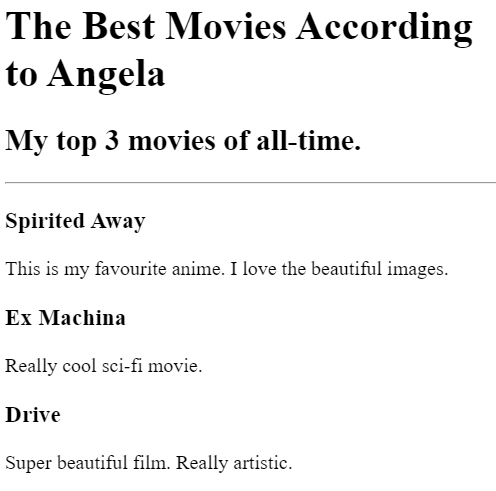 The Best Movies According
to Angela
My top 3 movies of all-time.
Spirited Away
This is my favourite anime. I love the beautiful images.
Ex Machina
Really cool sci-fi movie.
Drive
Super beautiful film. Really artistic.